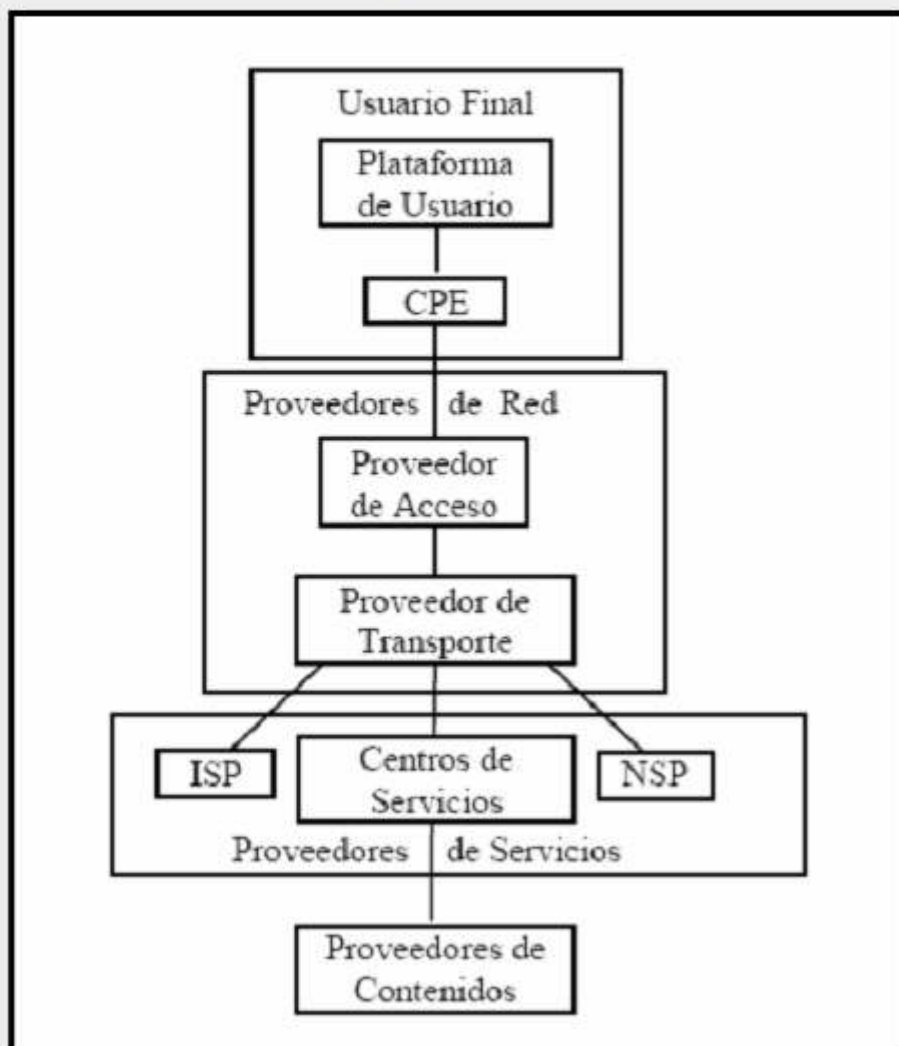 Usuario Final
Plataforma
de Usuario
CPE
Proveedores de Red
Proveedor
de Acceso
Proveedor de
Transporte
ISP
Centros de
Servicios
NSP
Proveedores de Servicios
Proveedores de
Contenidos